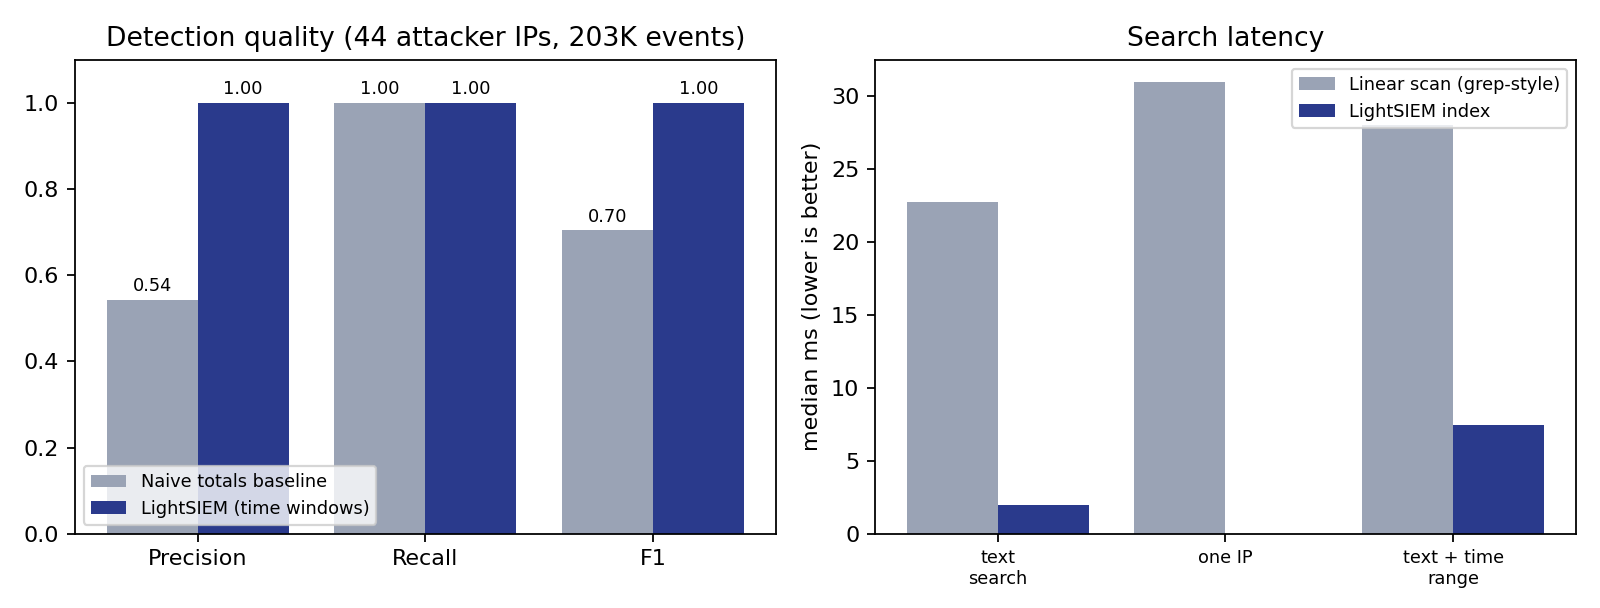 Detection quality (44 attacker IPs, 203K events)
1.0
0.8
0.6
0.4
0.2
0.0
0.54
1.00
1.00
1.00
0.70
1.00
Naive totals baseline
LightSIEM (time windows)
Precision
Recall
F1
Search latency
median ms (lower is better)
30
25
20
15
10
5
0
Linear scan (grep-style)
LightSIEM index
text
search
one IP
text + time
range